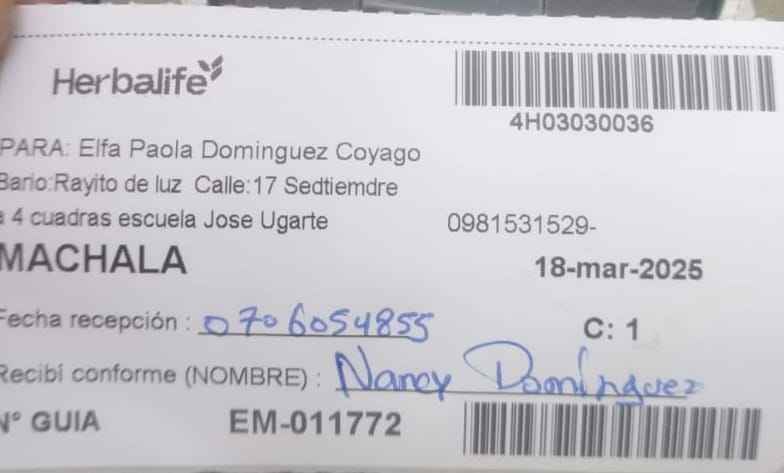 Herbalife
4H03030036
PARA: Elfa Paola Dominguez Coyago
Bario:Rayito de luz Calle:17 Sedtiemdre
a 4 cuadras escuela Jose Ugarte 0981531529-
MACHALA 18-mar-2025
Fecha recepción : 0706054855 C: 1
Recibí conforme (NOMBRE) : Nancy Domínguez
N° GUIA EM-011772